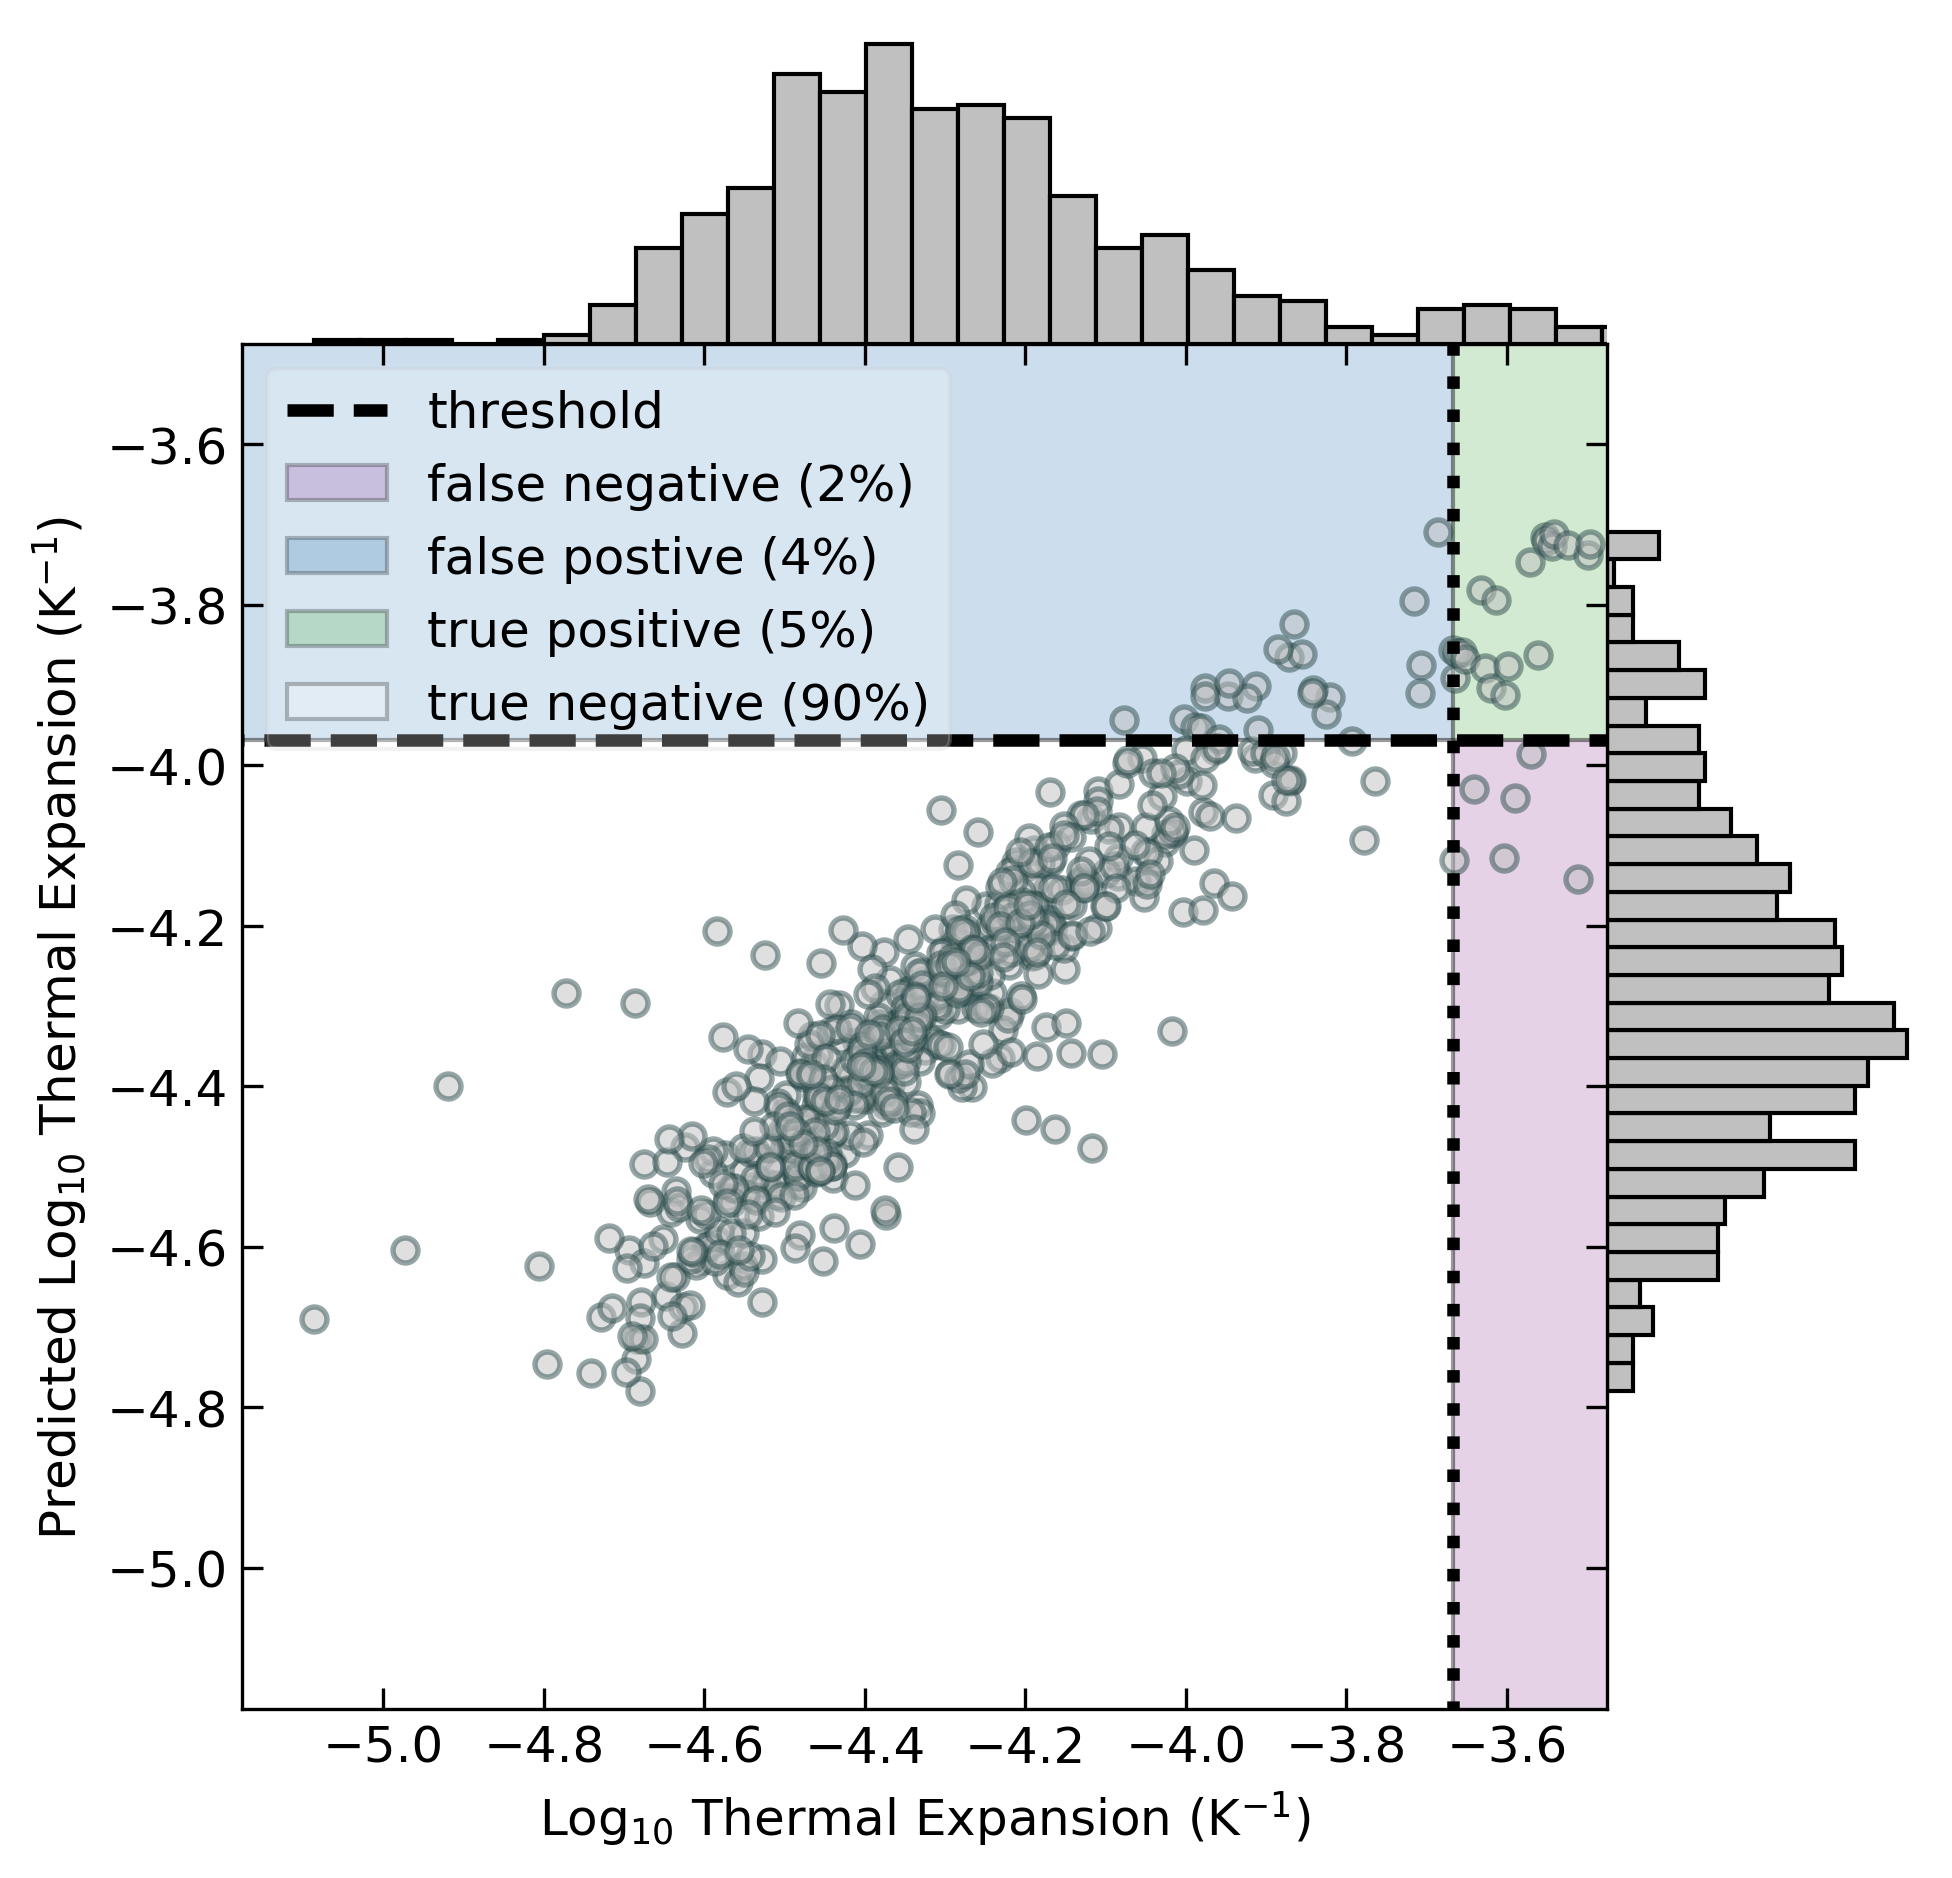 threshold
false negative (2%)
false postive (4%)
true positive (5%)
true negative (90%)
−3.6
−3.8
−4.0
−4.2
−4.4
−4.6
−4.8
−5.0
Predicted Log₁₀ Thermal Expansion (K⁻¹)
−5.0 −4.8 −4.6 −4.4 −4.2 −4.0 −3.8 −3.6
Log₁₀ Thermal Expansion (K⁻¹)